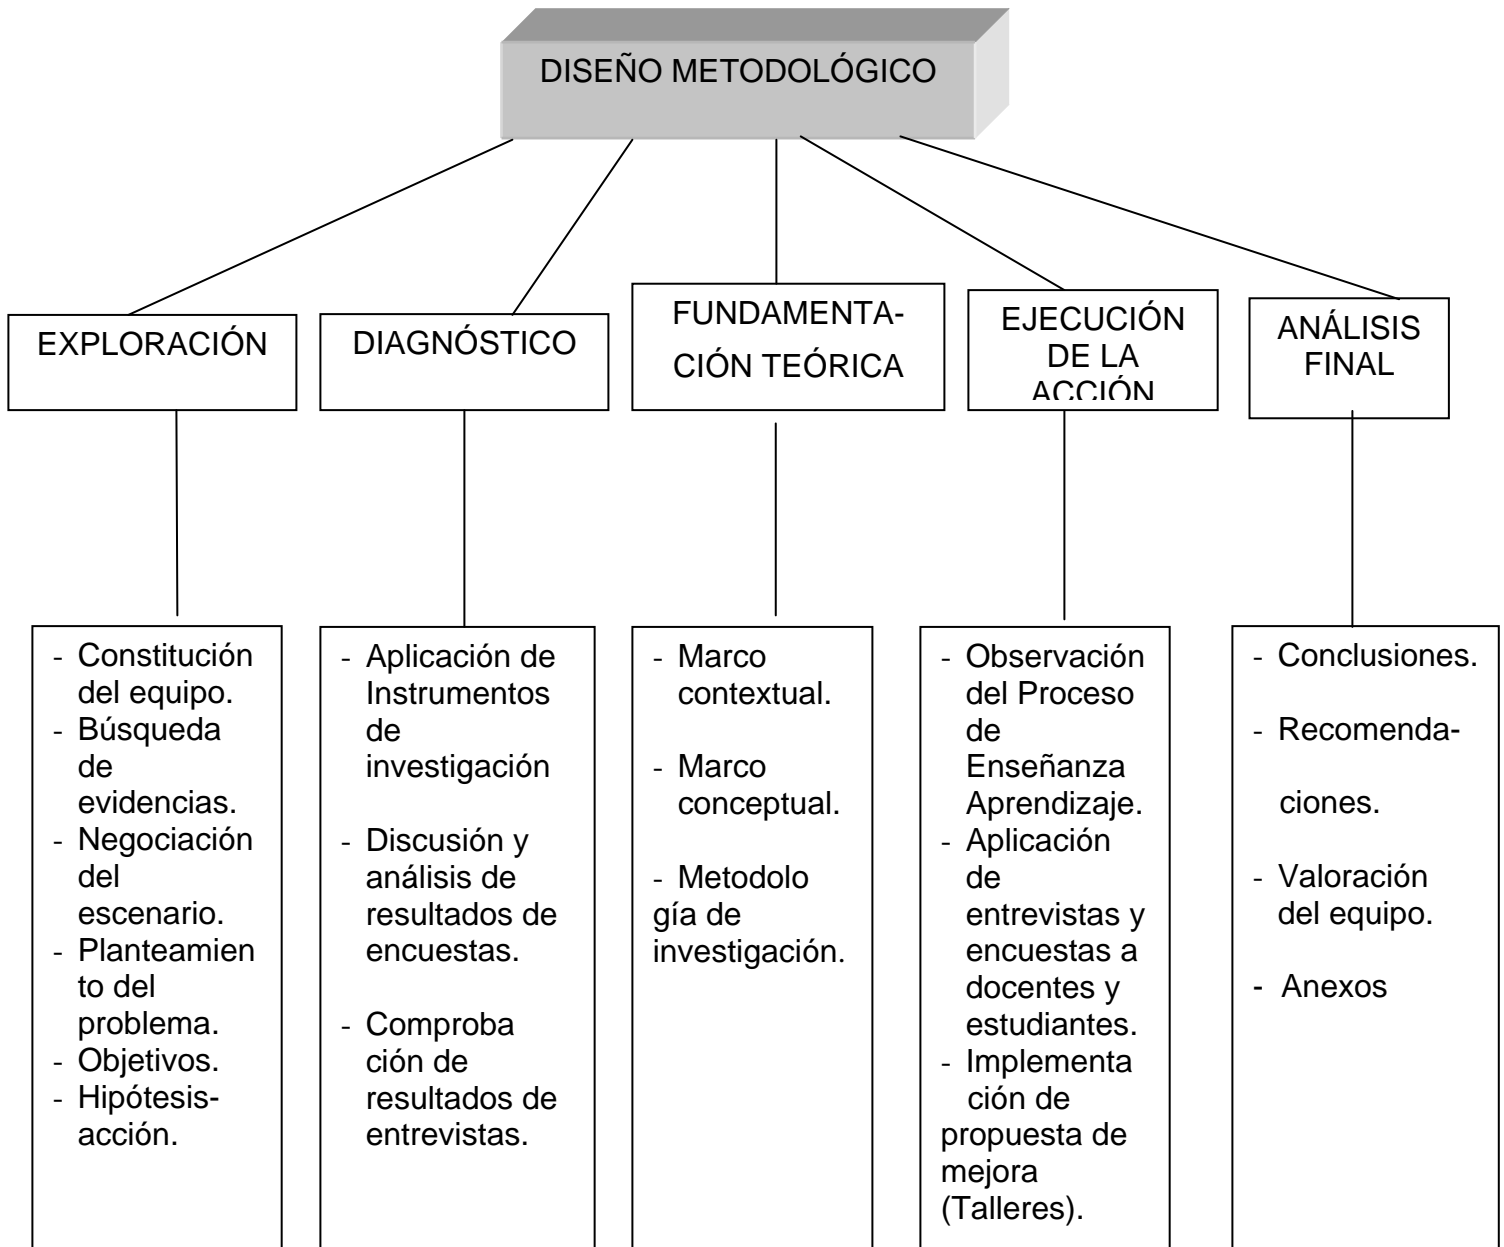 DISEÑO METODOLÓGICO
EXPLORACIÓN
DIAGNÓSTICO
FUNDAMENTA-
CIÓN TEÓRICA
EJECUCIÓN
DE LA
ACCIÓN
ANÁLISIS
FINAL
- Constitución
del equipo.
- Búsqueda
de
evidencias.
- Negociación
del
escenario.
- Planteamien
to del
problema.
- Objetivos.
- Hipótesis-
acción.
- Aplicación de
Instrumentos
de
investigación
- Discusión y
análisis de
resultados de
encuestas.
- Comproba
ción de
resultados de
entrevistas.
- Marco
contextual.
- Marco
conceptual.
- Metodolo
gía de
investigación.
- Observación
del Proceso
de
Enseñanza
Aprendizaje.
- Aplicación
de
entrevistas y
encuestas a
docentes y
estudiantes.
- Implementa
ción de
propuesta de
mejora
(Talleres).
- Conclusiones.
- Recomenda-
ciones.
- Valoración
del equipo.
- Anexos